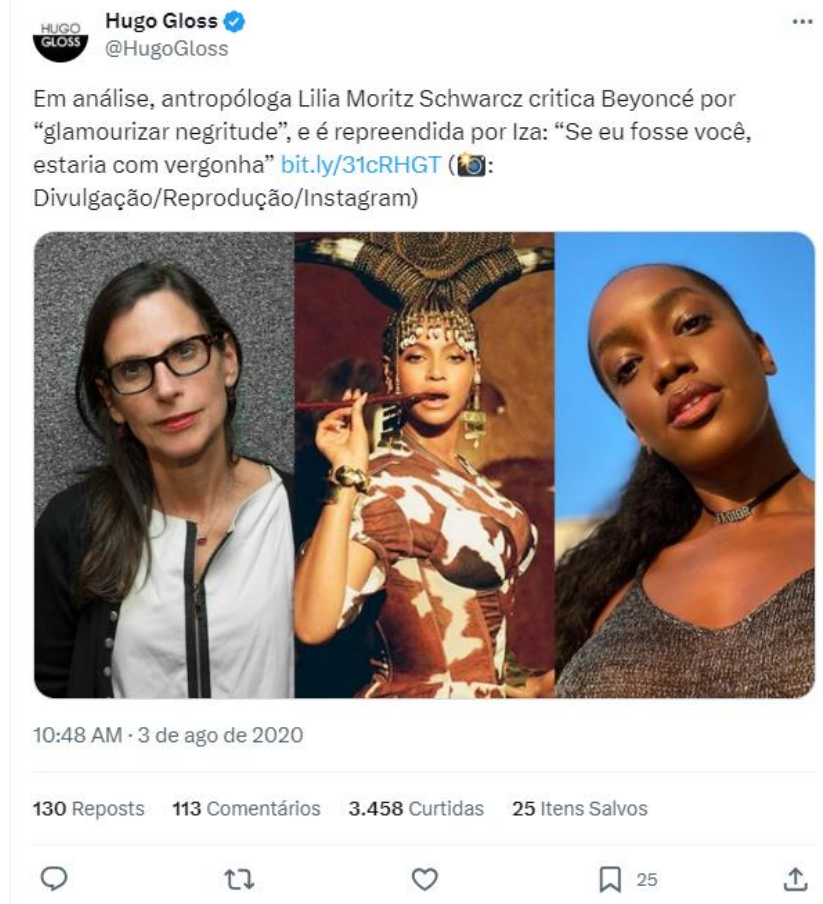 HUGO
GLOSS
Hugo Gloss
@HugoGloss
Em análise, antropóloga Lilia Moritz Schwarcz critica Beyoncé por
“glamourizar negritude”, e é repreendida por Iza: “Se eu fosse você,
estaria com vergonha” bit.ly/31cRHGT (📸:
Divulgação/Reprodução/Instagram)
10:48 AM · 3 de ago de 2020
130 Reposts 113 Comentários 3.458 Curtidas 25 Itens Salvos
25